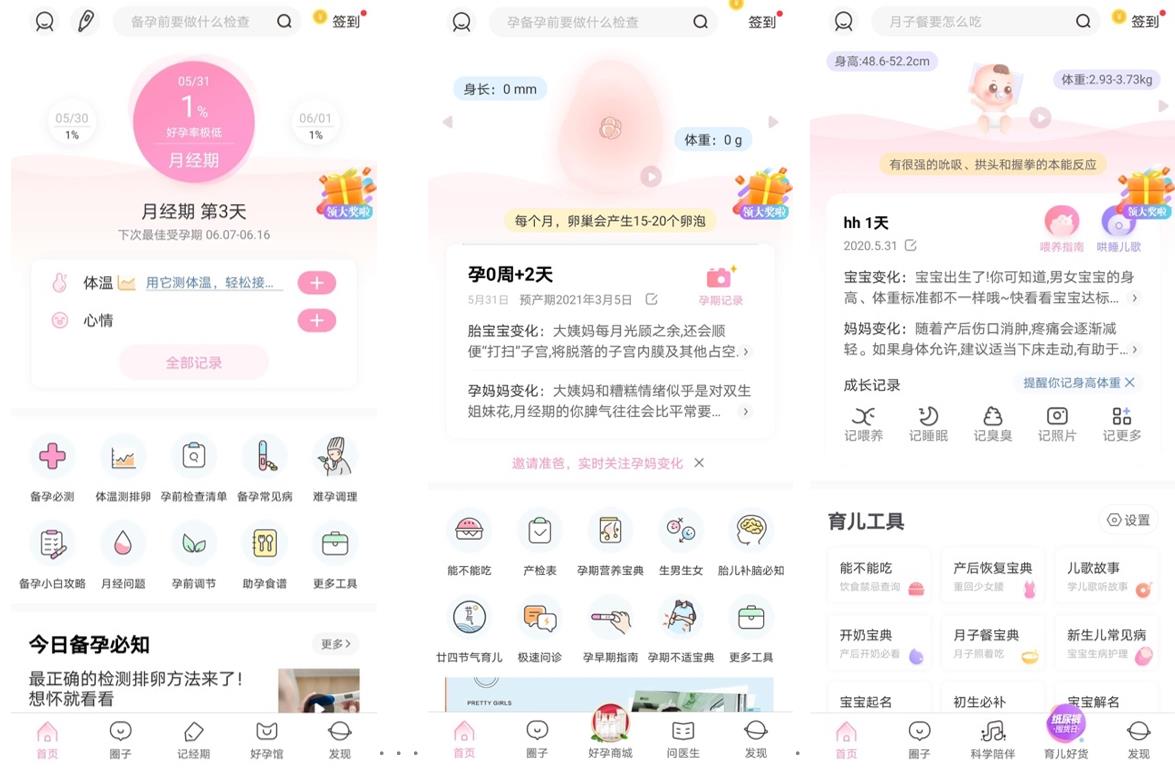 备孕前要做什么检查
签到
05/31
1%
好孕率极低
月经期
05/30
1%
06/01
1%
领大奖啦
月经期 第3天
下次最佳受孕期 06.07-06.16
体温
用它测体温，轻松接...
心情
全部记录
备孕必测
体温测排卵
孕前检查清单
备孕常见病
难孕调理
备孕小白攻略
月经问题
孕前调节
助孕食谱
更多工具
今日备孕必知
更多
最正确的检测排卵方法来了!
想怀就看看
首页
圈子
记经期
好孕馆
发现
孕备孕前要做什么检查
签到
身长：0 mm
体重：0 g
领大奖啦
每个月，卵巢会产生15-20个卵泡
孕0周+2天
5月31日 预产期2021年3月5日
孕期记录
胎宝宝变化：大姨妈每月光顾之余,还会顺
便“打扫”子宫,将脱落的子宫内膜及其他占空.
孕妈妈变化：大姨妈和糟糕情绪似乎是对双生
姐妹花,月经期的你脾气往往会比平常要...
邀请准爸，实时关注孕妈变化
能不能吃
产检表
孕期营养宝典
生男生女
胎儿补脑必知
节气
廿四节气育儿
极速问诊
孕早期指南
孕期不适宝典
更多工具
PRETTY GIRLS
首页
圈子
好孕商城
问医生
发现
月子餐要怎么吃
签到
身高:48.6-52.2cm
体重:2.93-3.73kg
有很强的吮吸、拱头和握拳的本能反应
领大奖啦
hh 1天
2020.5.31
喂养指南
哄睡儿歌
宝宝变化：宝宝出生了!你可知道,男女宝宝的身
高、体重标准都不一样哦~快看看宝宝达标...
妈妈变化：随着产后伤口消肿,疼痛会逐渐减
轻。如果身体允许,建议适当下床走动,有助于...
成长记录
提醒你记身高体重
记喂养
记睡眠
记臭臭
记照片
记更多
育儿工具
设置
能不能吃
饮食禁忌查询
产后恢复宝典
重回少女腰
儿歌故事
学儿歌听故事
开奶宝典
产后开奶必看
月子餐宝典
月子照着吃
新生儿常见病
宝宝生病护理
宝宝起名
初生必补
宝宝解名
首页
圈子
科学陪伴
纸尿裤
囤货日
育儿好货
发现